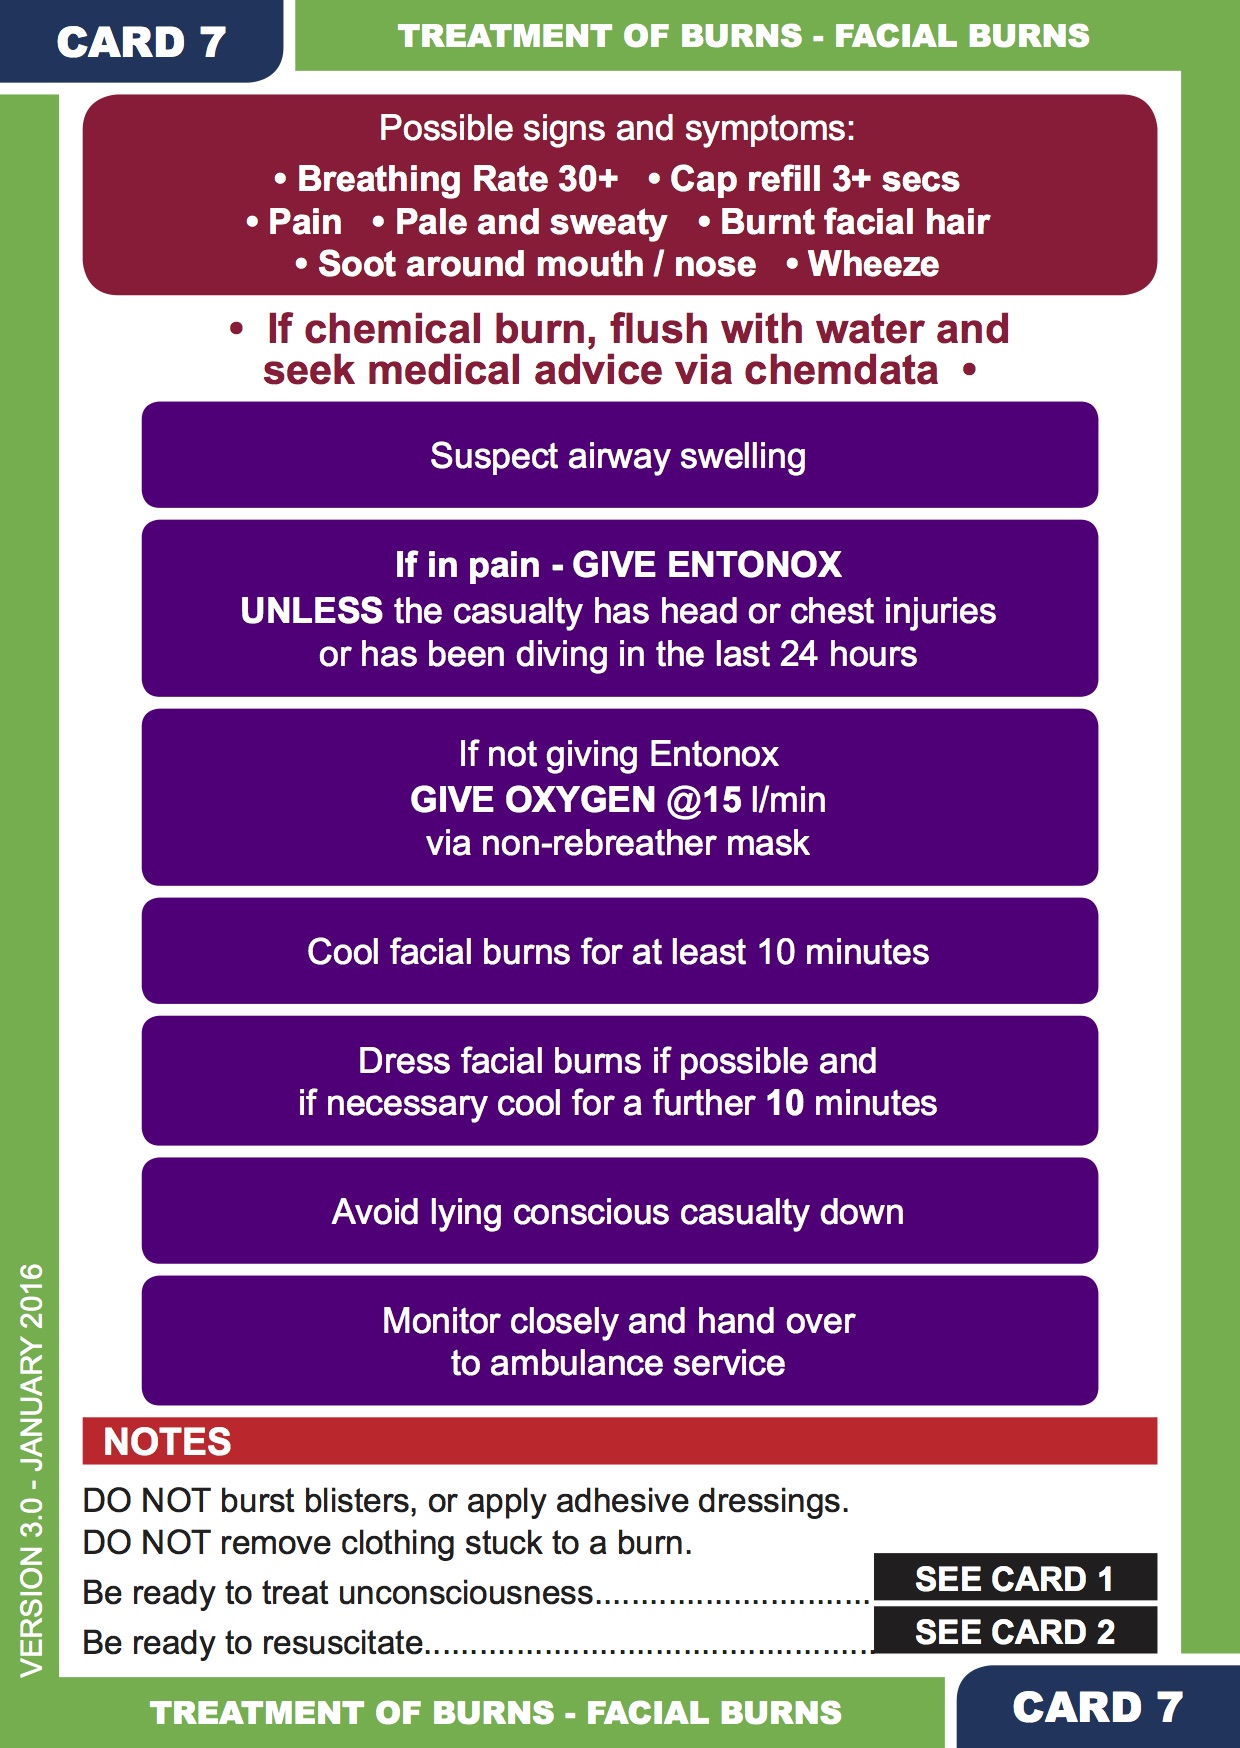 CARD 7
TREATMENT OF BURNS - FACIAL BURNS
Possible signs and symptoms:
• Breathing Rate 30+ • Cap refill 3+ secs
• Pain • Pale and sweaty • Burnt facial hair
• Soot around mouth / nose • Wheeze
• If chemical burn, flush with water and
seek medical advice via chemdata •
Suspect airway swelling
If in pain - GIVE ENTONOX
UNLESS the casualty has head or chest injuries
or has been diving in the last 24 hours
If not giving Entonox
GIVE OXYGEN @15 l/min
via non-rebreather mask
Cool facial burns for at least 10 minutes
Dress facial burns if possible and
if necessary cool for a further 10 minutes
Avoid lying conscious casualty down
Monitor closely and hand over
to ambulance service
NOTES
DO NOT burst blisters, or apply adhesive dressings.
DO NOT remove clothing stuck to a burn.
Be ready to treat unconsciousness.............................. SEE CARD 1
Be ready to resuscitate................................................. SEE CARD 2
VERSION 3.0 - JANUARY 2016
TREATMENT OF BURNS - FACIAL BURNS
CARD 7